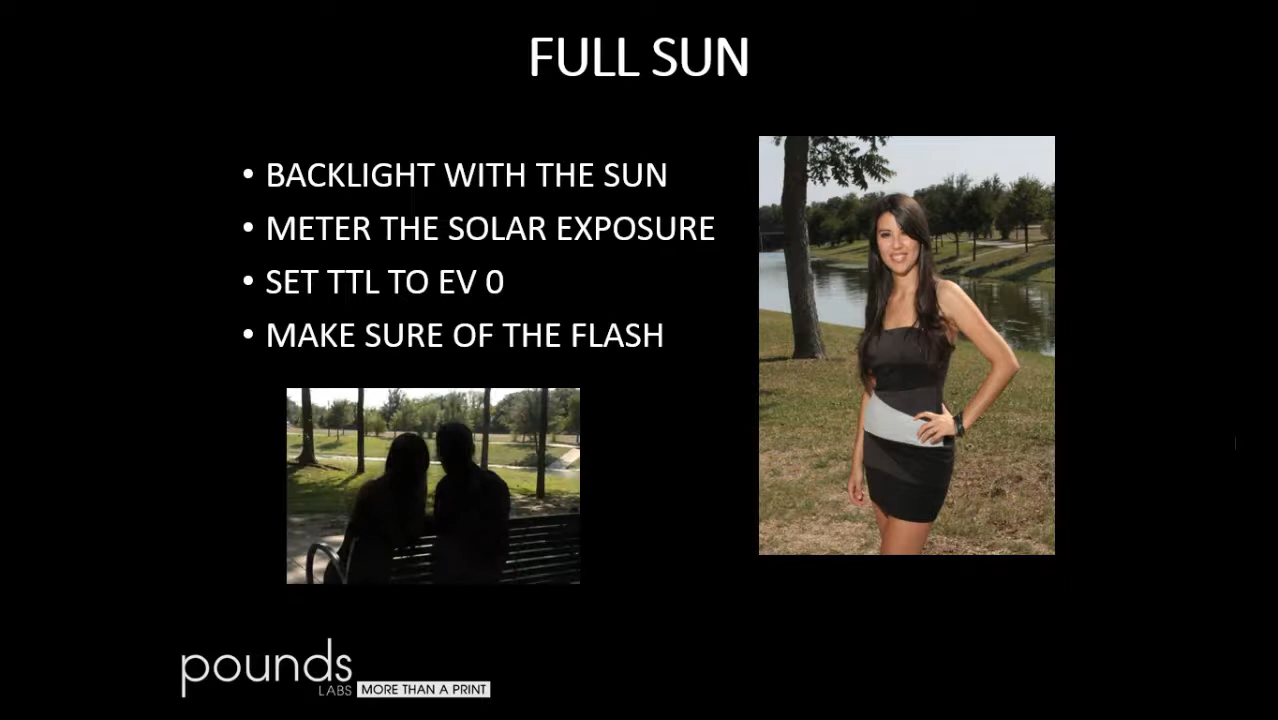 FULL SUN
• BACKLIGHT WITH THE SUN
• METER THE SOLAR EXPOSURE
• SET TTL TO EV 0
• MAKE SURE OF THE FLASH
pounds
LABS MORE THAN A PRINT